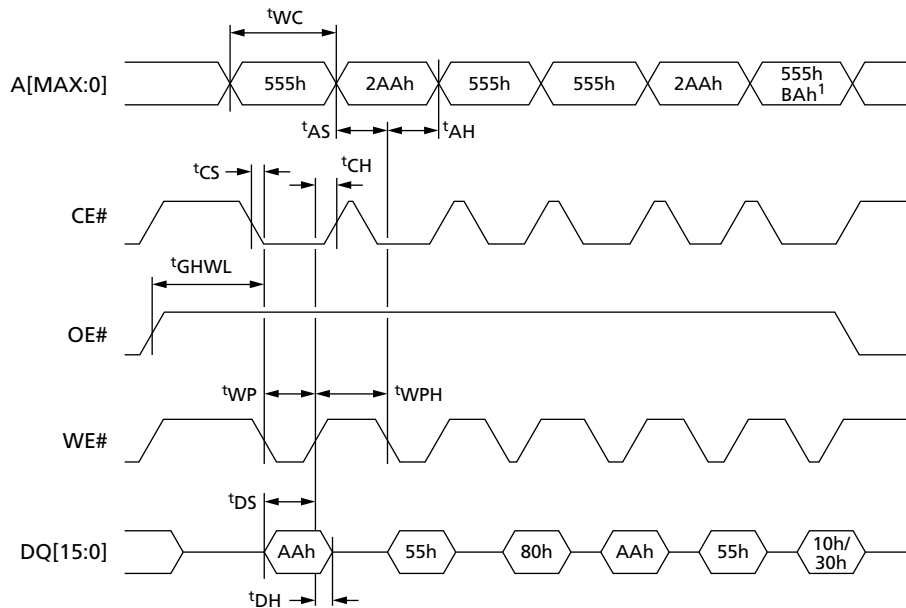 tWC
A[MAX:0]
555h 2AAh 555h 555h 2AAh 555h
BAh1
tAS tAH
tCS tCH
CE#
tGHWL
OE#
tWP tWPH
WE#
tDS
DQ[15:0]
AAh 55h 80h AAh 55h 10h/
30h
tDH